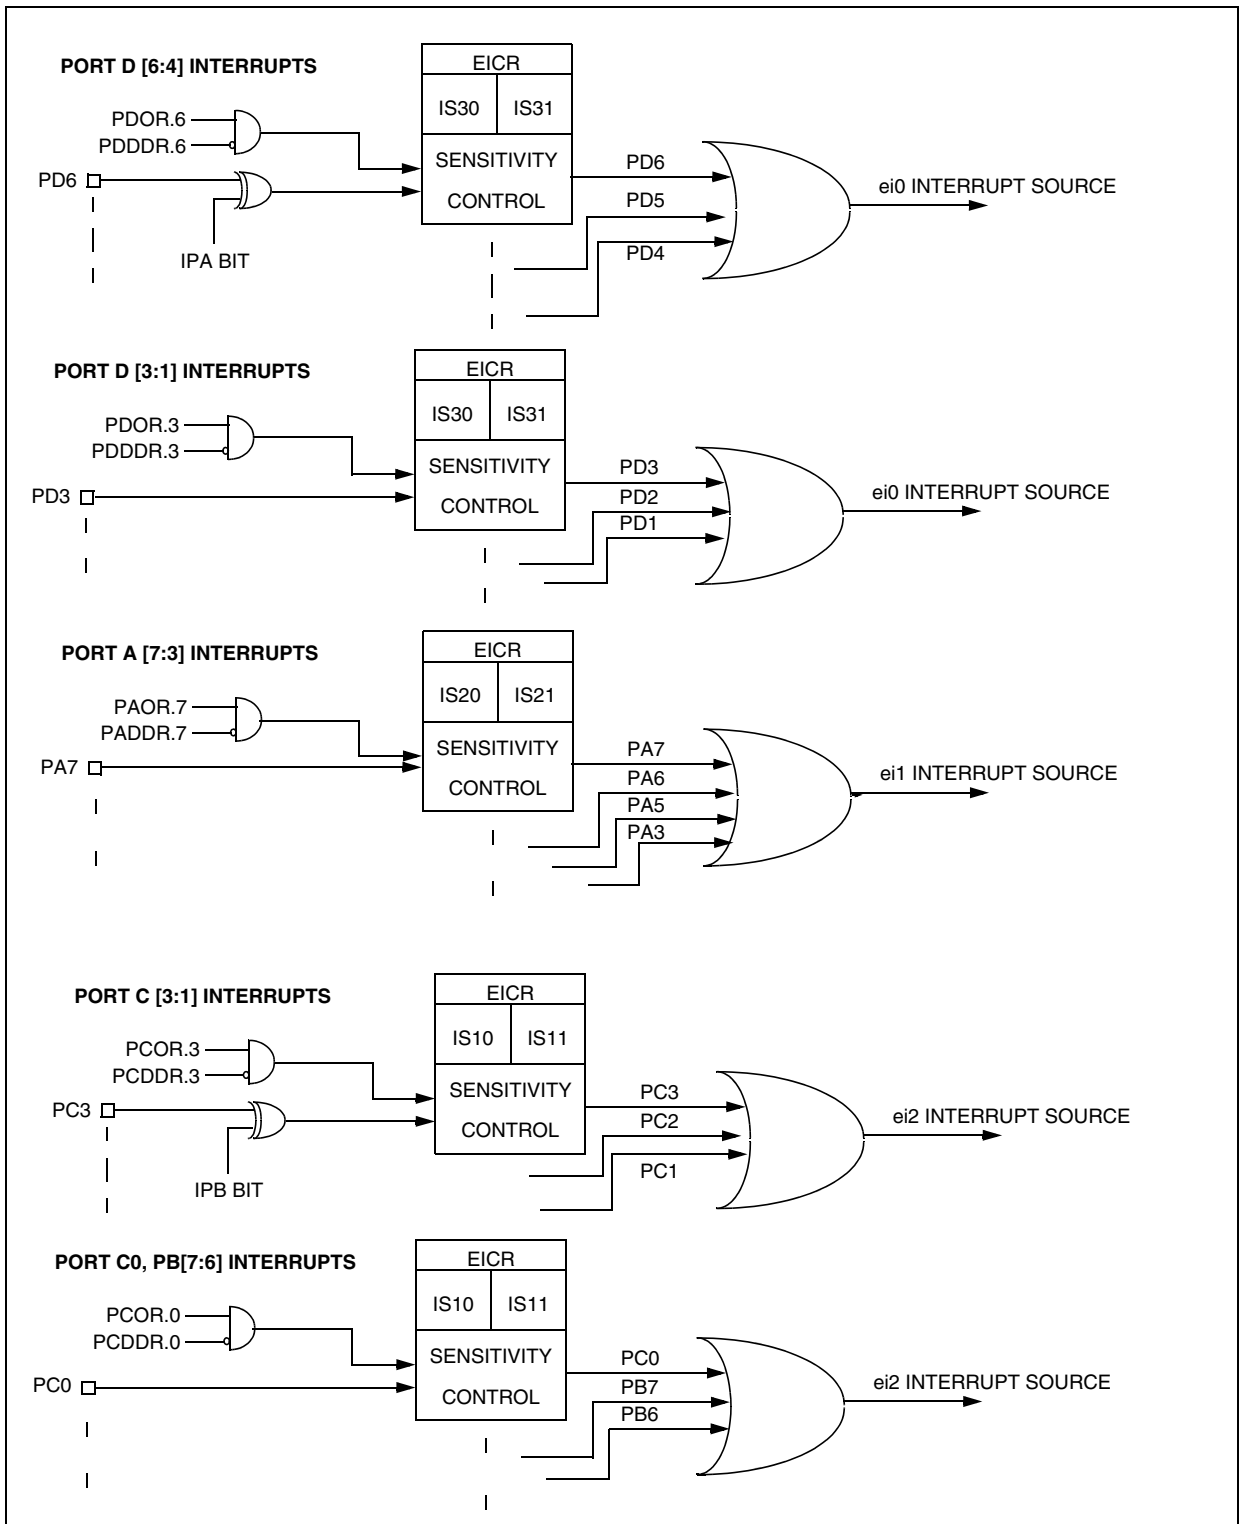 PORT D [6:4] INTERRUPTS
EICR
IS30 IS31
PDOR.6
PDDDR.6
SENSITIVITY
CONTROL
PD6
IPA BIT
PD6
PD5
PD4
ei0 INTERRUPT SOURCE
PORT D [3:1] INTERRUPTS
EICR
IS30 IS31
PDOR.3
PDDDR.3
SENSITIVITY
CONTROL
PD3
PD3
PD2
PD1
ei0 INTERRUPT SOURCE
PORT A [7:3] INTERRUPTS
EICR
IS20 IS21
PAOR.7
PADDR.7
SENSITIVITY
CONTROL
PA7
PA7
PA6
PA5
PA3
ei1 INTERRUPT SOURCE
PORT C [3:1] INTERRUPTS
EICR
IS10 IS11
PCOR.3
PCDDR.3
SENSITIVITY
CONTROL
PC3
IPB BIT
PC3
PC2
PC1
ei2 INTERRUPT SOURCE
PORT C0, PB[7:6] INTERRUPTS
EICR
IS10 IS11
PCOR.0
PCDDR.0
SENSITIVITY
CONTROL
PC0
PC0
PB7
PB6
ei2 INTERRUPT SOURCE